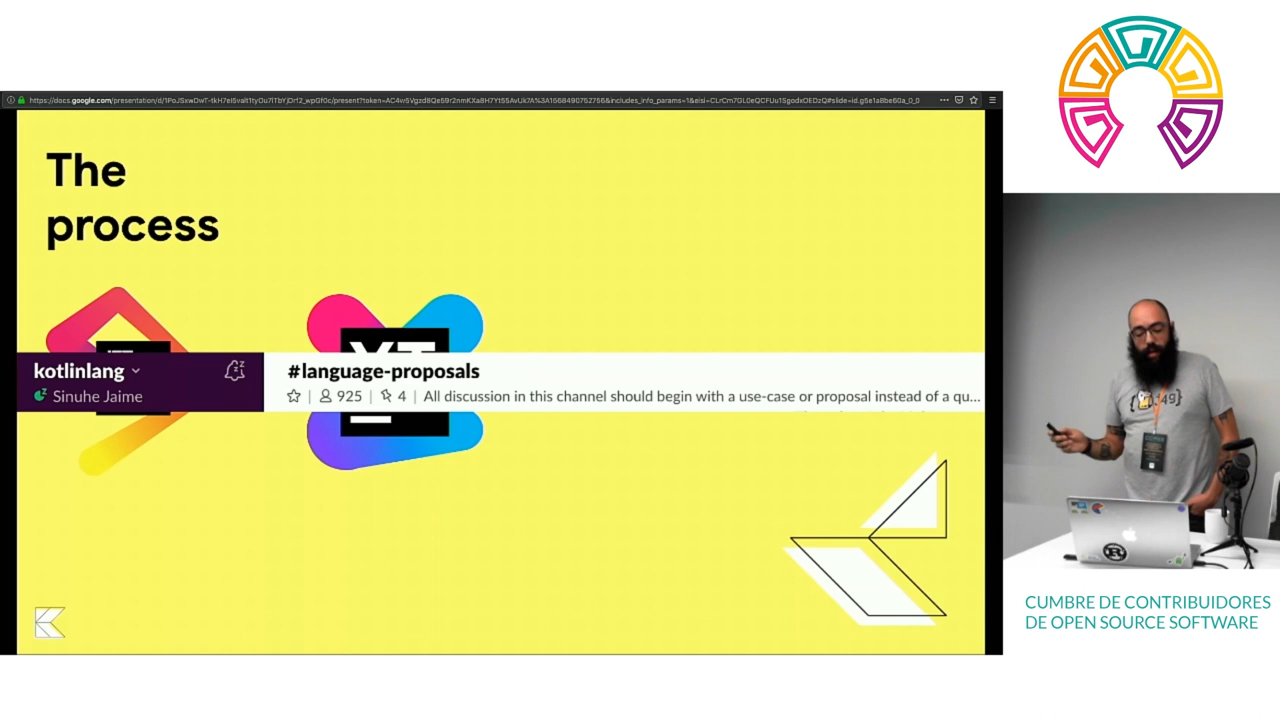 The
process
kotlinlang
Sinuhe Jaime
#language-proposals
925 | 4 | All discussion in this channel should begin with a use-case or proposal instead of a qu...
CUMBRE DE CONTRIBUIDORES
DE OPEN SOURCE SOFTWARE